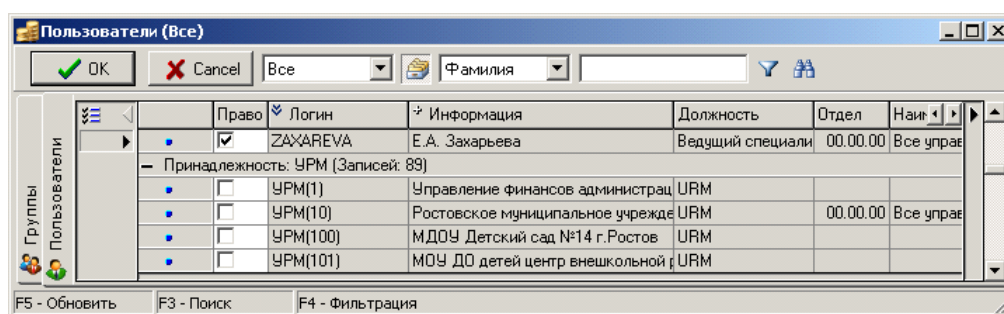 Пользователи (Все)
OK Cancel Все Фамилия
Право Логин Информация Должность Отдел
ZAXAREVA Е.А. Захарьева Ведущий специали 00.00.00 Все управ
Принадлежность: УРМ (Записей: 89)
УРМ(1) Управление финансов администрац URM
УРМ(10) Ростовское муниципальное учрежде URM 00.00.00 Все управ
УРМ(100) МДОУ Детский сад №14 г.Ростов URM
УРМ(101) МОУ ДО детей центр внешкольной URM
Группы
Пользователи
F5 - Обновить F3 - Поиск F4 - Фильтрация